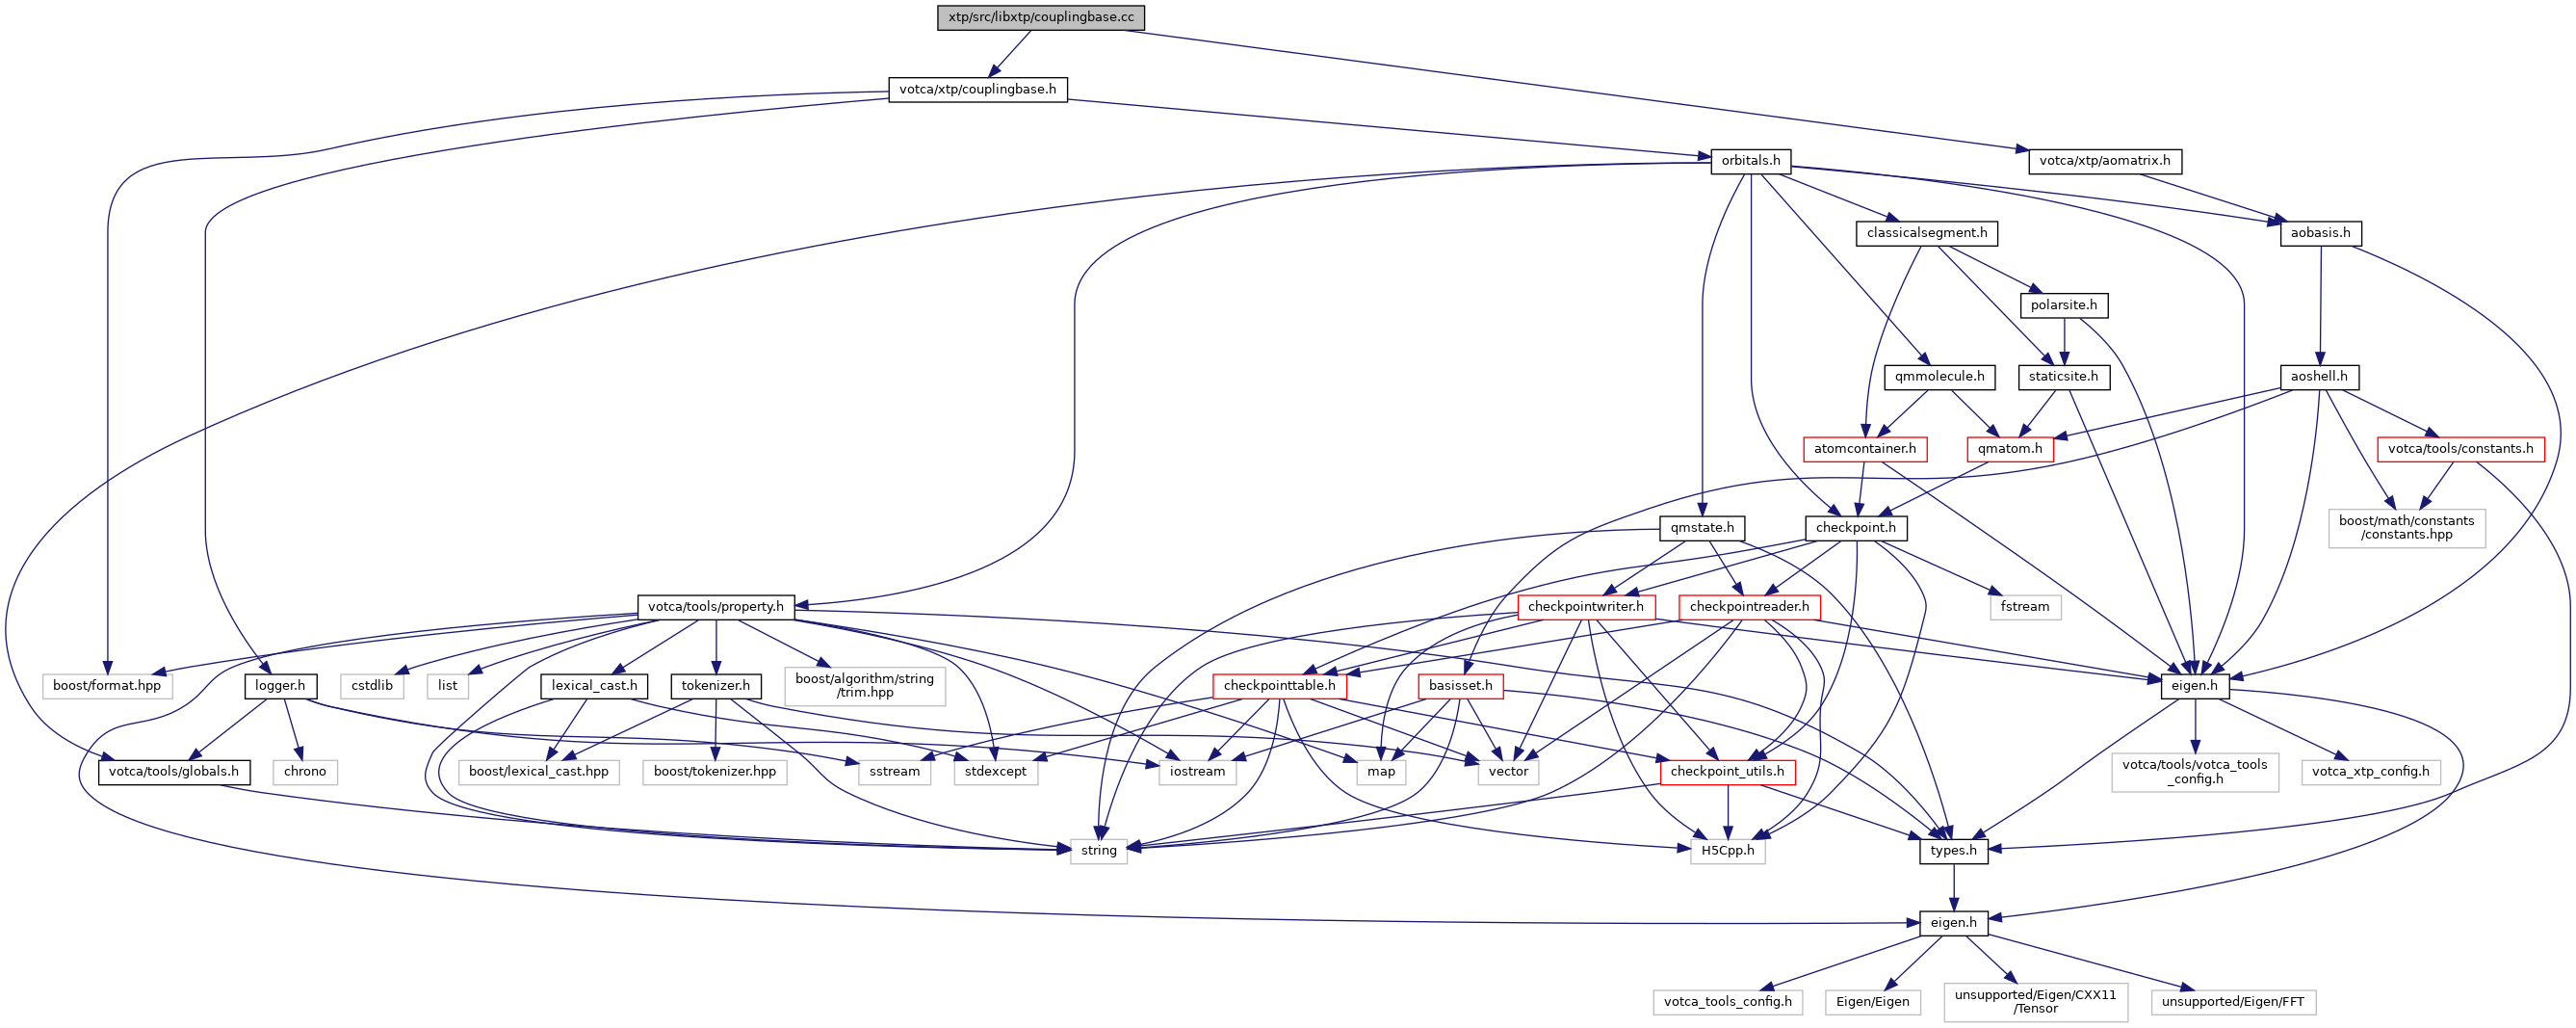 xtp/src/libxtp/couplingbase.cc
votca/xtp/couplingbase.h
orbitals.h
votca/xtp/aomatrix.h
classicalsegment.h
aobasis.h
polarsite.h
qmmolecule.h
staticsite.h
aoshell.h
atomcontainer.h
qmatom.h
votca/tools/constants.h
qmstate.h
checkpoint.h
boost/math/constants
/constants.hpp
votca/tools/property.h
checkpointwriter.h
checkpointreader.h
fstream
boost/format.hpp
logger.h
cstdlib
list
lexical_cast.h
tokenizer.h
boost/algorithm/string
/trim.hpp
checkpointtable.h
basisset.h
eigen.h
votca/tools/globals.h
chrono
boost/lexical_cast.hpp
boost/tokenizer.hpp
sstream
stdexcept
iostream
map
vector
checkpoint_utils.h
votca/tools/votca_tools
_config.h
votca_xtp_config.h
string
H5Cpp.h
types.h
eigen.h
votca_tools_config.h
Eigen/Eigen
unsupported/Eigen/CXX11
/Tensor
unsupported/Eigen/FFT